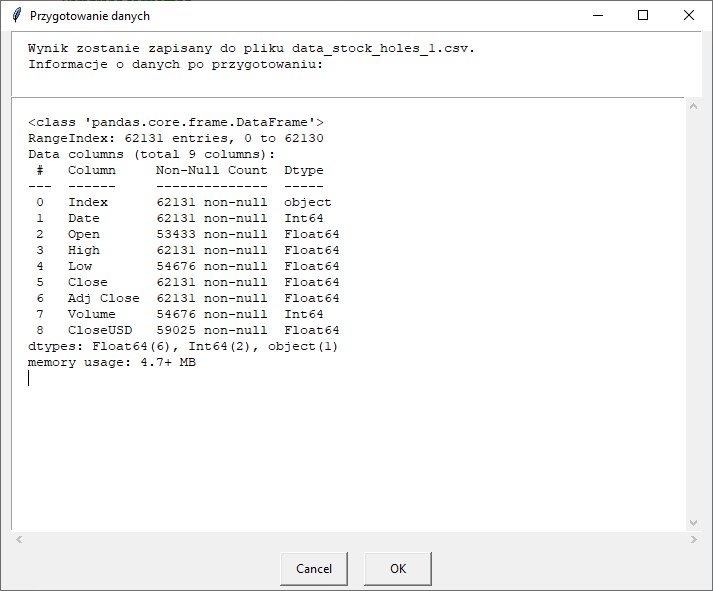 Przygotowanie danych
Wynik zostanie zapisany do pliku data_stock_holes_1.csv.
Informacje o danych po przygotowaniu:
<class 'pandas.core.frame.DataFrame'>
RangeIndex: 62131 entries, 0 to 62130
Data columns (total 9 columns):
 #   Column     Non-Null Count  Dtype
---  ------     --------------  -----
 0   Index      62131 non-null  object
 1   Date       62131 non-null  Int64
 2   Open       53433 non-null  Float64
 3   High       62131 non-null  Float64
 4   Low        54676 non-null  Float64
 5   Close      62131 non-null  Float64
 6   Adj Close  62131 non-null  Float64
 7   Volume     54676 non-null  Int64
 8   CloseUSD   59025 non-null  Float64
dtypes: Float64(6), Int64(2), object(1)
memory usage: 4.7+ MB
Cancel OK